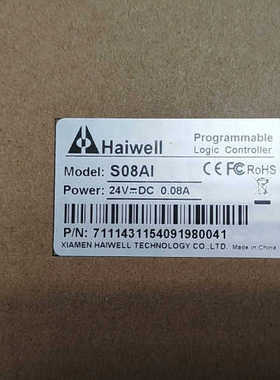 Haiwell
Programmable
Logic Controller
Model: S08AI
CE FC RoHS
Power: 24V⎓DC 0.08A
P/N: 7111431154091980041
XIAMEN HAIWELL TECHNOLOGY CO.,LTD. Made in China